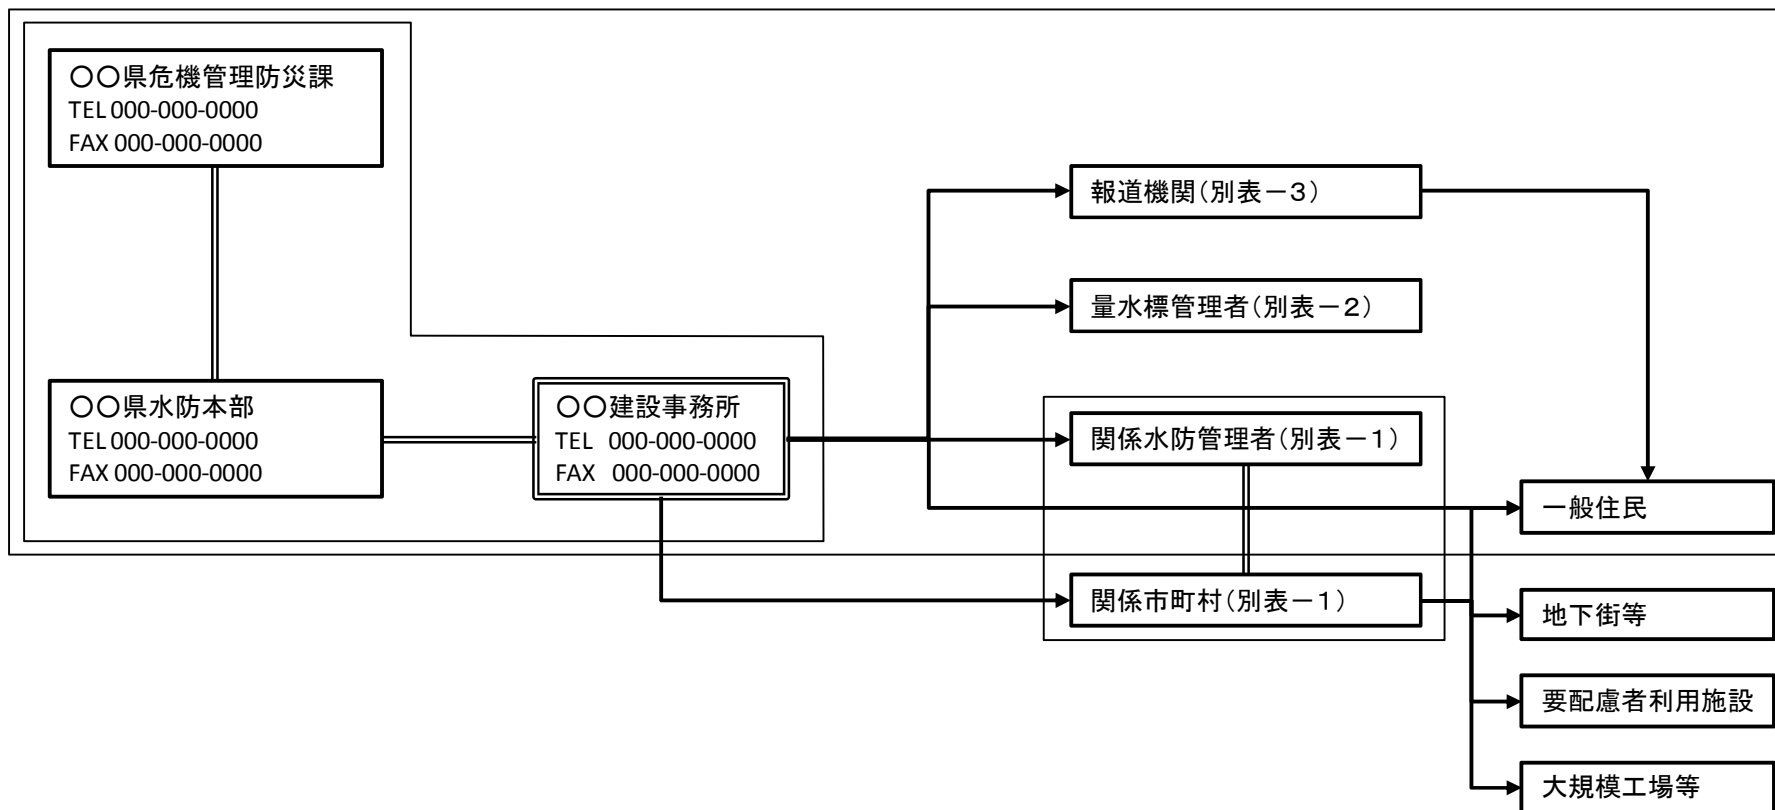 〇〇県危機管理防災課
TEL 000-000-0000
FAX 000-000-0000
〇〇県水防本部
TEL 000-000-0000
FAX 000-000-0000
〇〇建設事務所
TEL 000-000-0000
FAX 000-000-0000
報道機関(別表-3)
量水標管理者(別表-2)
関係水防管理者(別表-1)
関係市町村(別表-1)
一般住民
地下街等
要配慮者利用施設
大規模工場等